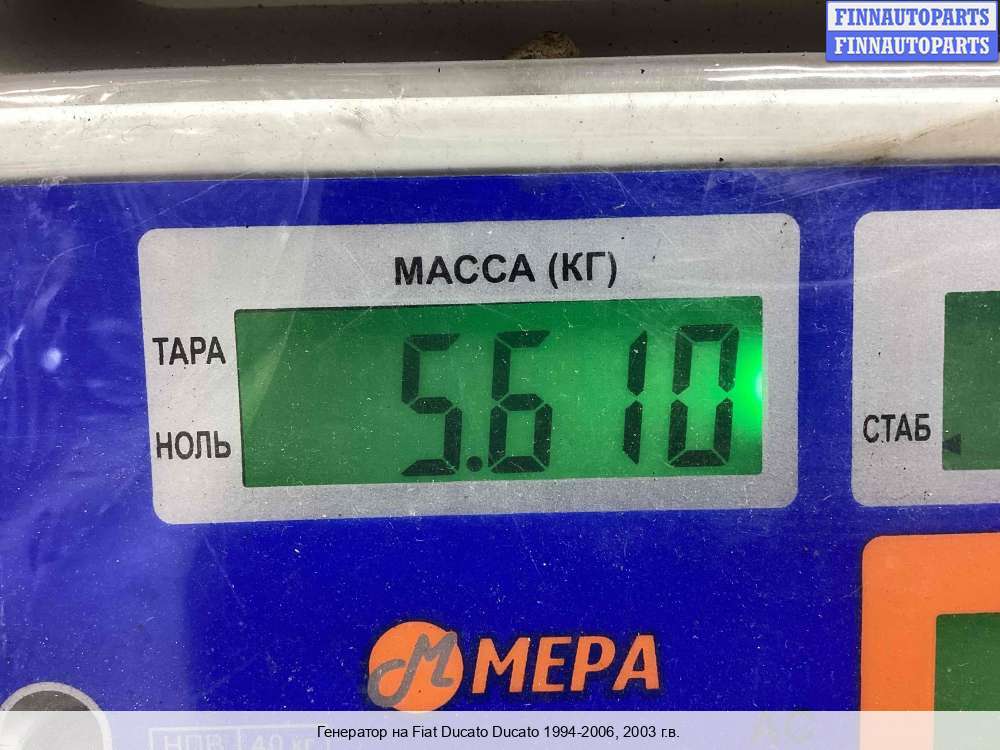 FINNAUTOPARTS
FINNAUTOPARTS
МАССА (КГ)
ТАРА
5.610
НОЛЬ
СТАБ
МЕРА
Генератор на Fiat Ducato Ducato 1994-2006, 2003 г.в.